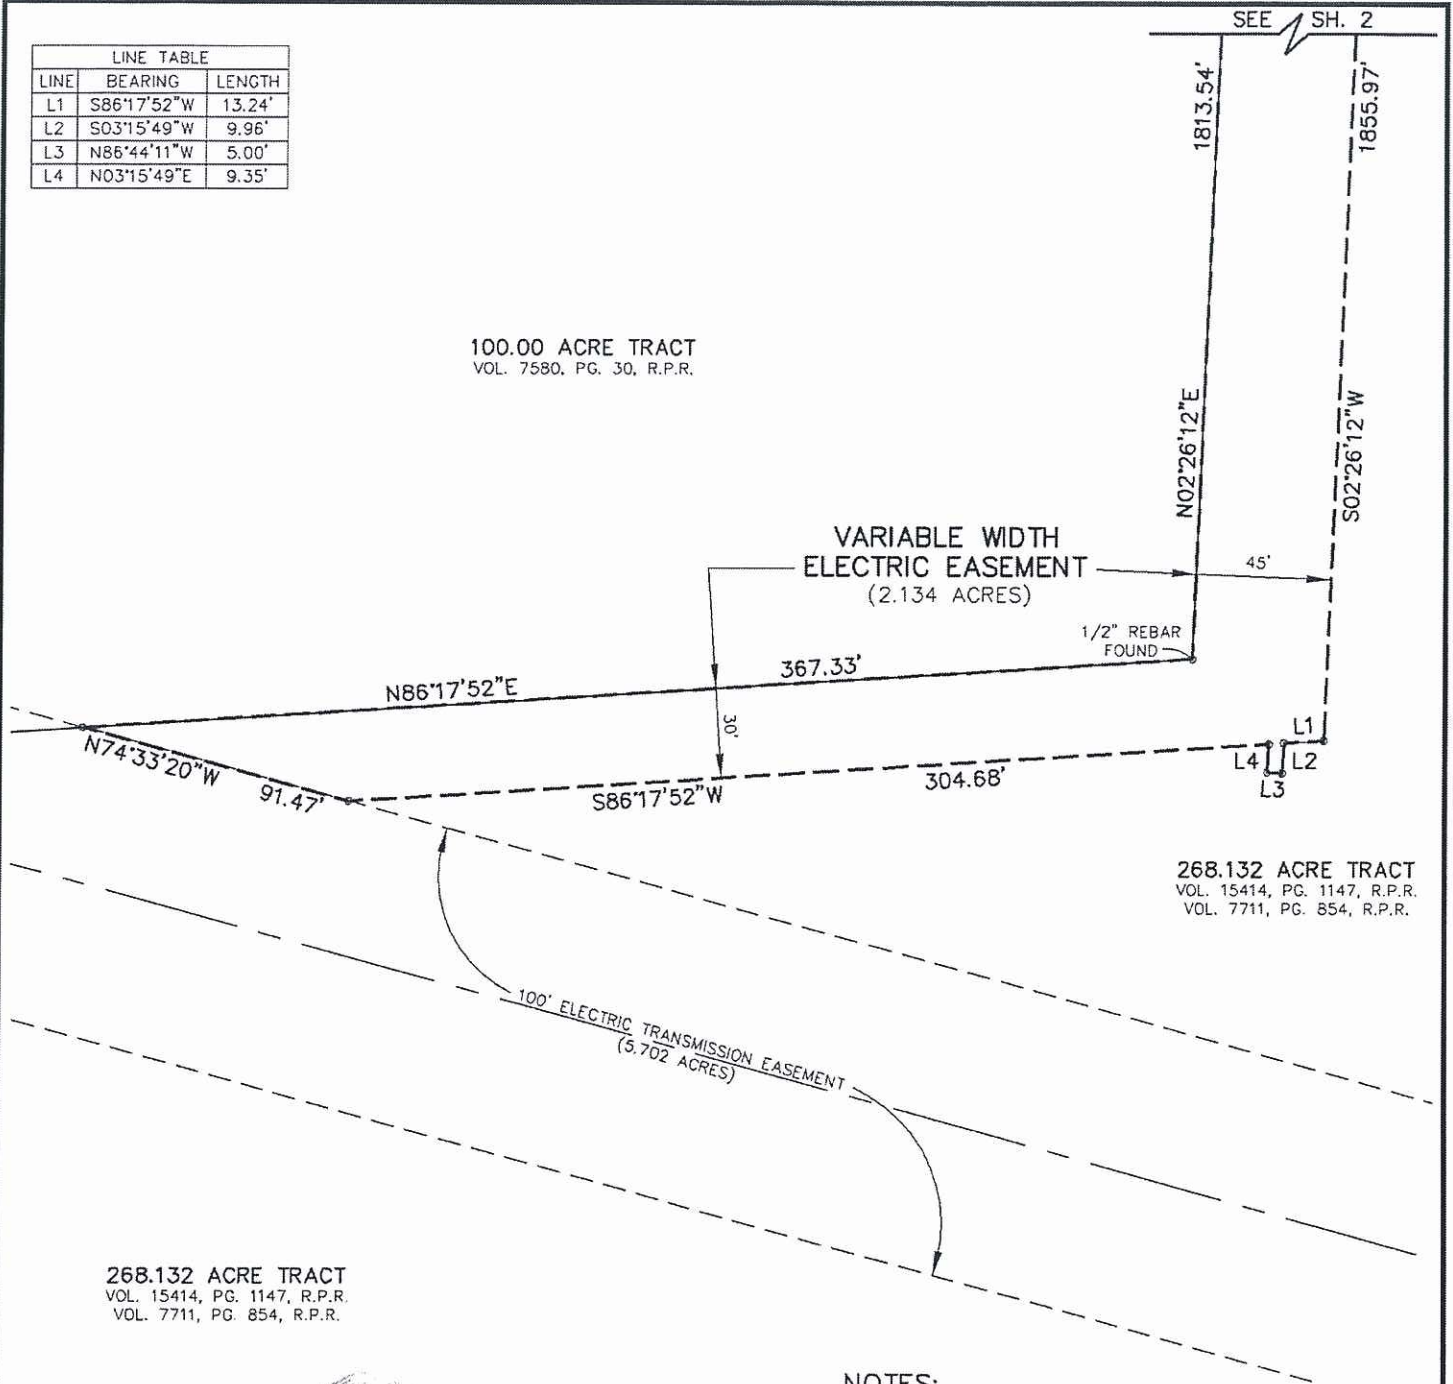 SEE SH. 2
LINE TABLE
LINE BEARING LENGTH
L1 S86°17'52"W 13.24'
L2 S03°15'49"W 9.96'
L3 N86°44'11"W 5.00'
L4 N03°15'49"E 9.35'
1813.54'
1855.97'
100.00 ACRE TRACT
VOL. 7580, PG. 30, R.P.R.
N02°26'12"E
S02°26'12"W
VARIABLE WIDTH
ELECTRIC EASEMENT
(2.134 ACRES)
45'
1/2" REBAR
FOUND
367.33'
N86°17'52"E
30'
L1
N74°33'20"W
91.47'
L4 L2
L3
304.68'
S86°17'52"W
268.132 ACRE TRACT
VOL. 15414, PG. 1147, R.P.R.
VOL. 7711, PG. 854, R.P.R.
100' ELECTRIC TRANSMISSION EASEMENT
(5.702 ACRES)
268.132 ACRE TRACT
VOL. 15414, PG. 1147, R.P.R.
VOL. 7711, PG. 854, R.P.R.
NOTES: